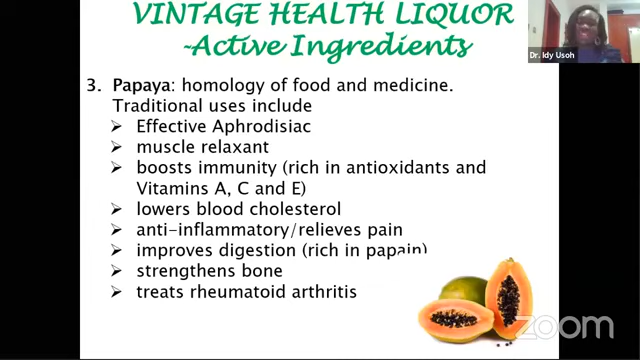 VINTAGE HEALTH LIQUOR
~Active Ingredients
3. Papaya: homology of food and medicine.
Traditional uses include
➢ Effective Aphrodisiac
➢ muscle relaxant
➢ boosts immunity (rich in antioxidants and
Vitamins A, C and E)
➢ lowers blood cholesterol
➢ anti-inflammatory/relieves pain
➢ improves digestion (rich in papain)
➢ strengthens bone
➢ treats rheumatoid arthritis
Dr. Idy Usoh
zoom